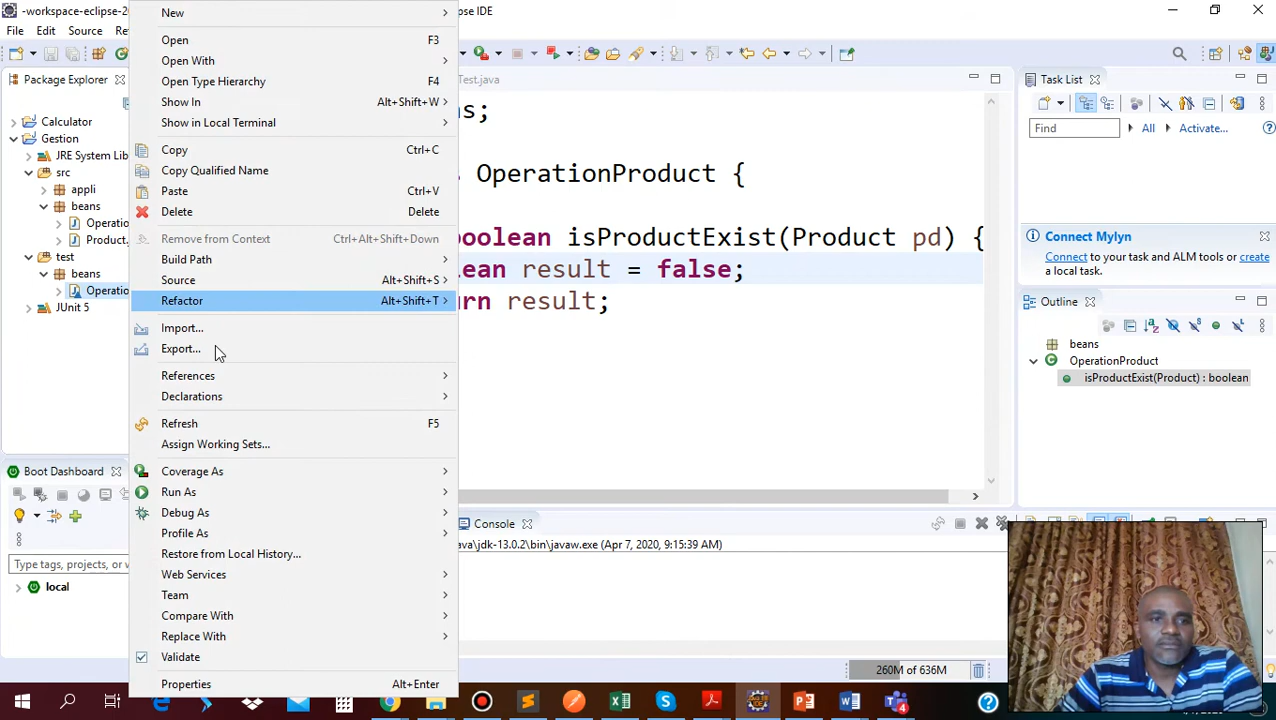 -workspace-eclipse-20
pse IDE
File Edit Source Re
Package Explorer
Calculator
Gestion
JRE System Lib
src
appli
beans
Operatio
Product.
test
beans
Operatio
JUnit 5
Boot Dashboard
Type tags, projects, or w
local
New
Open F3
Open With
Open Type Hierarchy F4
Show In Alt+Shift+W
Show in Local Terminal
Copy Ctrl+C
Copy Qualified Name
Paste Ctrl+V
Delete Delete
Remove from Context Ctrl+Alt+Shift+Down
Build Path
Source Alt+Shift+S
Refactor Alt+Shift+T
Import...
Export...
References
Declarations
Refresh F5
Assign Working Sets...
Coverage As
Run As
Debug As
Profile As
Restore from Local History...
Web Services
Team
Compare With
Replace With
Validate
Properties Alt+Enter
Test.java
ns;
s OperationProduct {
boolean isProductExist(Product pd) {
lean result = false;
urn result;
Console
ava\jdk-13.0.2\bin\javaw.exe (Apr 7, 2020, 9:15:39 AM)
260M of 636M
Task List
Find All Activate...
Connect Mylyn
Connect to your task and ALM tools or create
a local task.
Outline
beans
OperationProduct
isProductExist(Product) : boolean